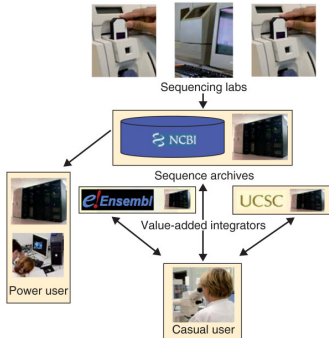 Sequencing labs
NCBI
Sequence archives
e!Ensembl
UCSC
Value-added integrators
Power user
Casual user